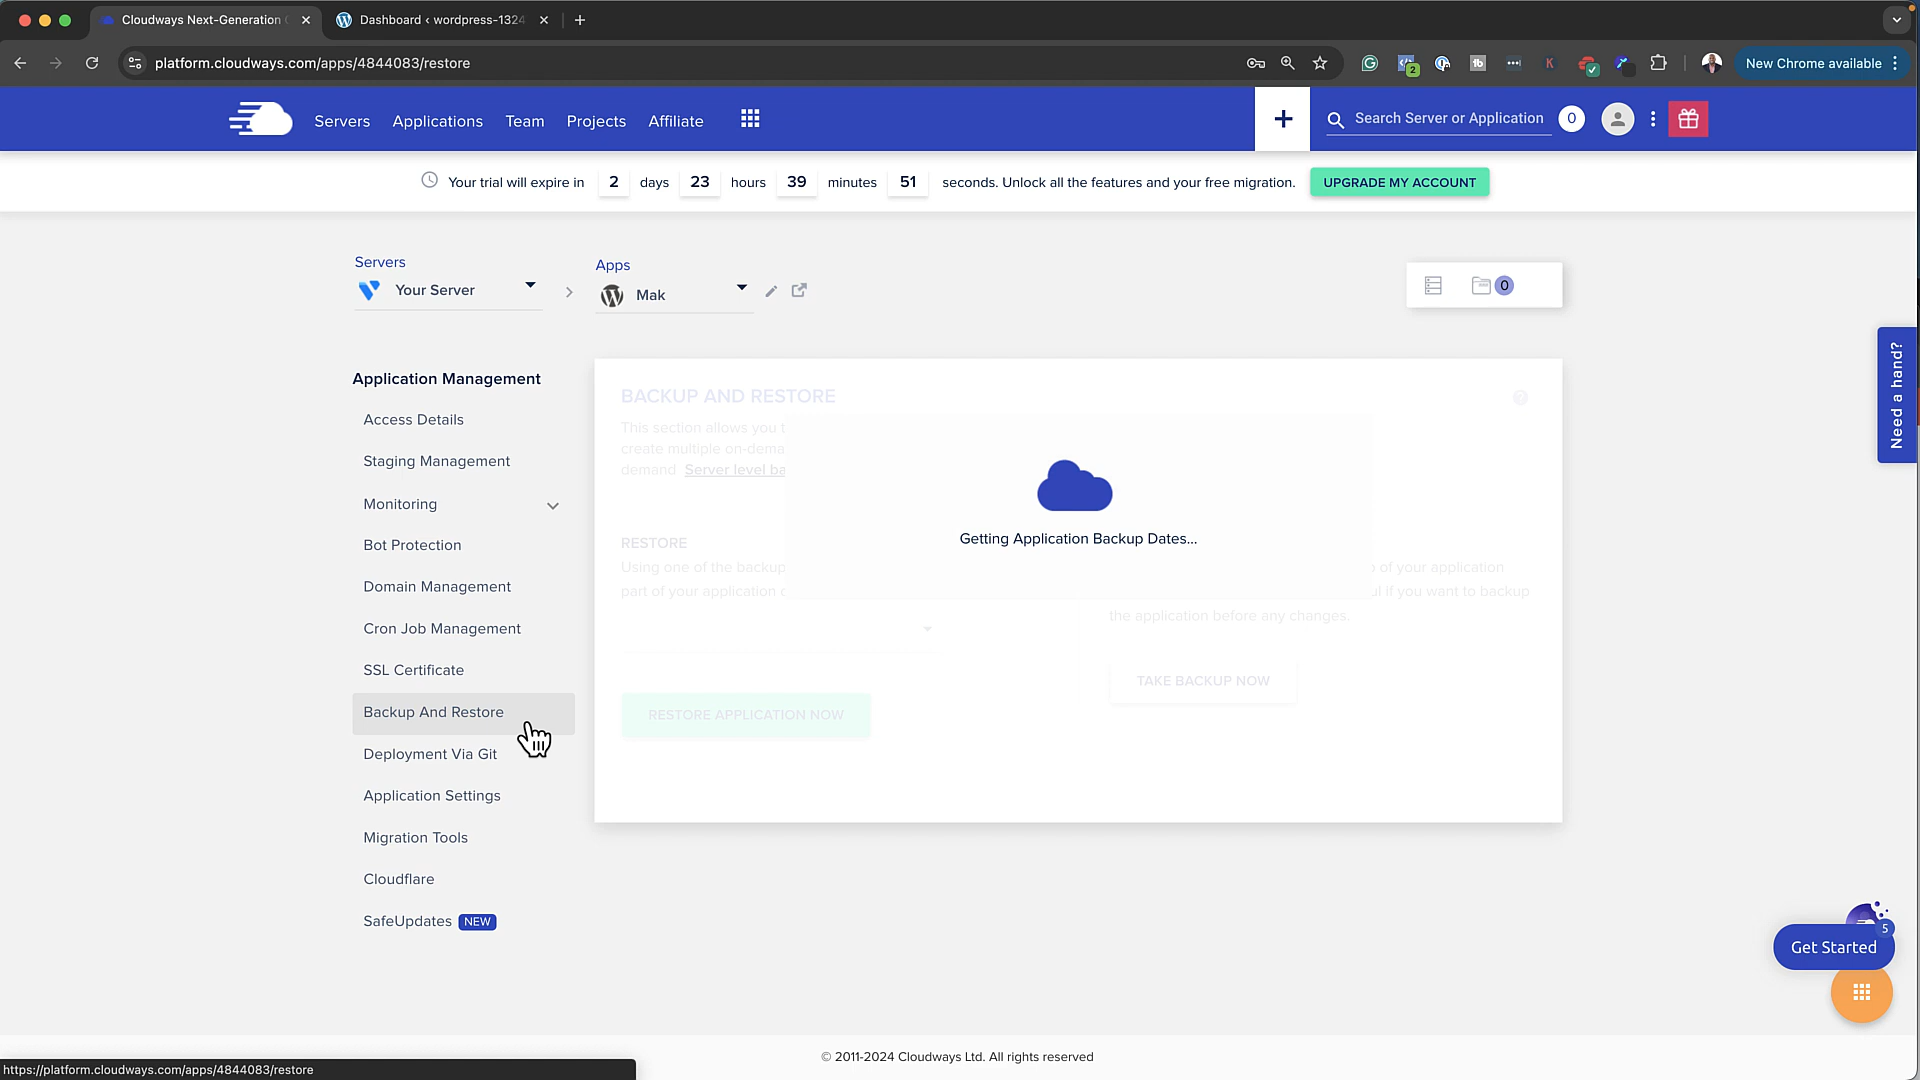 Cloudways Next-Generation
Dashboard ‹ wordpress-1324
platform.cloudways.com/apps/4844083/restore
2
New Chrome available
Servers
Applications
Team
Projects
Affiliate
+
Search Server or Application
0
Your trial will expire in 2 days 23 hours 39 minutes 51 seconds. Unlock all the features and your free migration.
UPGRADE MY ACCOUNT
Servers
Your Server
Apps
Mak
0
Need a hand?
Application Management
Access Details
Staging Management
Monitoring
Bot Protection
Domain Management
Cron Job Management
SSL Certificate
Backup And Restore
Deployment Via Git
Application Settings
Migration Tools
Cloudflare
SafeUpdates NEW
BACKUP AND RESTORE
This section allows you
create multiple on-dema
demand Server level ba
Getting Application Backup Dates...
RESTORE
Using one of the backup
part of your application
of your application
if you want to backup
the application before any changes.
RESTORE APPLICATION NOW
TAKE BACKUP NOW
5
Get Started
© 2011-2024 Cloudways Ltd. All rights reserved
https://platform.cloudways.com/apps/4844083/restore